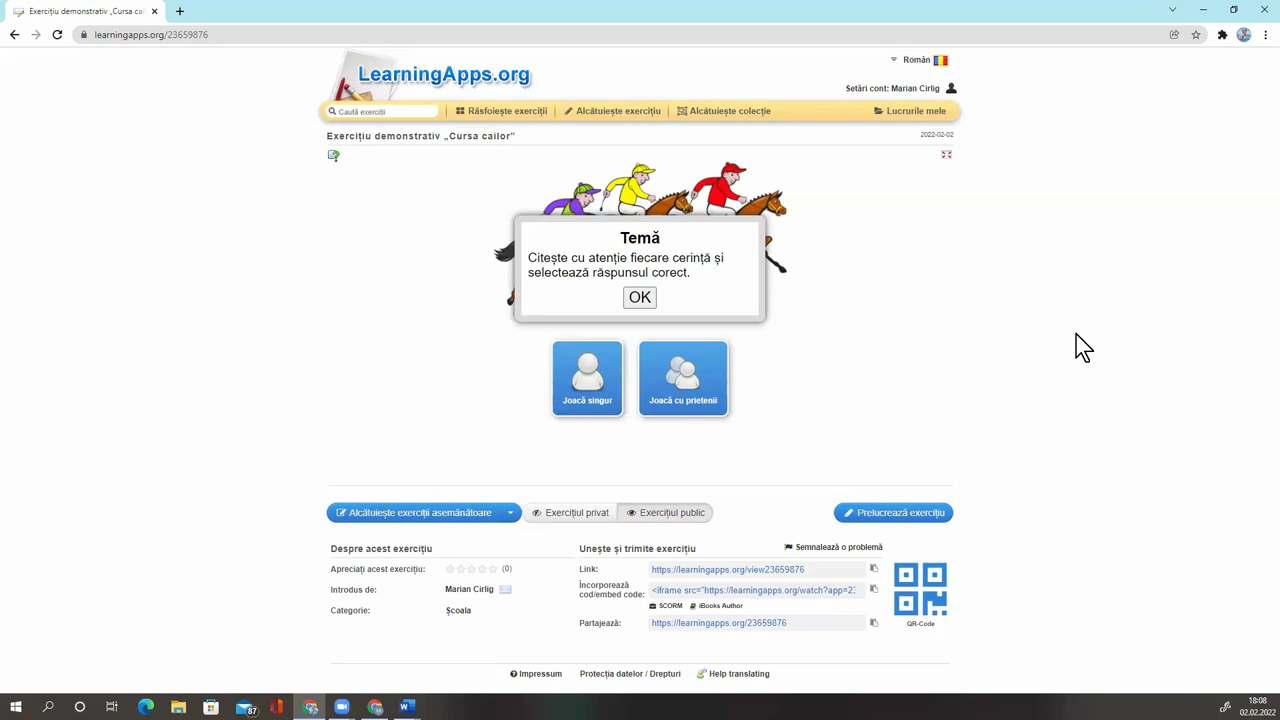 Exercițiu demonstrativ „Cursa ca
learningapps.org/23659876
LearningApps.org
Român
Setări cont: Marian Cirlig
Caută exerciții
Răsfoiește exerciții
Alcătuiește exercițiu
Alcătuiește colecție
Lucrurile mele
Exercițiu demonstrativ „Cursa cailor”
2022-02-02
Temă
Citește cu atenție fiecare cerință și
selectează răspunsul corect.
OK
Joacă singur
Joacă cu prietenii
Alcătuiește exerciții asemănătoare
Exercițiul privat
Exercițiul public
Prelucrează exercițiu
Despre acest exercițiu
Apreciați acest exercițiu:
(0)
Introdus de:
Marian Cirlig
Categorie:
Școala
Unește și trimite exercițiu
Semnalează o problemă
Link:
https://learningapps.org/view23659876
Încorporează
cod/embed code:
<iframe src="https://learningapps.org/watch?app=23
SCORM
iBooks Author
Partajează:
https://learningapps.org/23659876
QR-Code
Impressum
Protecția datelor / Drepturi
Help translating
87
18:08
02.02.2022